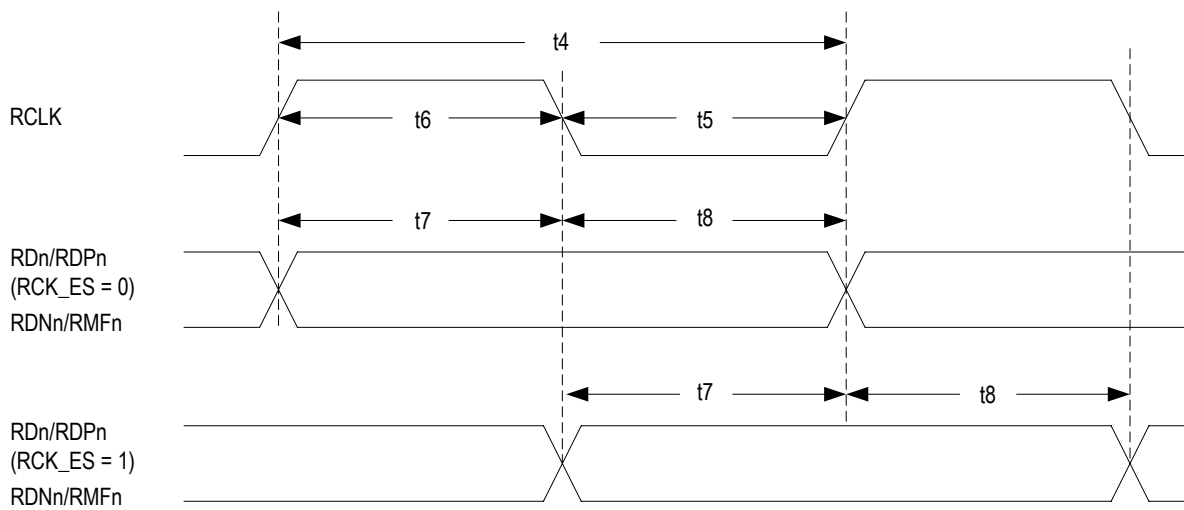 t4
RCLK
t6
t5
t7
t8
RDn/RDPn
(RCK_ES = 0)
RDNn/RMFn
t7
t8
RDn/RDPn
(RCK_ES = 1)
RDNn/RMFn